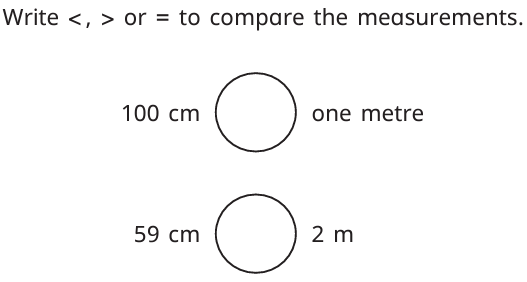 Write <, > or = to compare the measurements.
100 cm one metre
59 cm 2 m